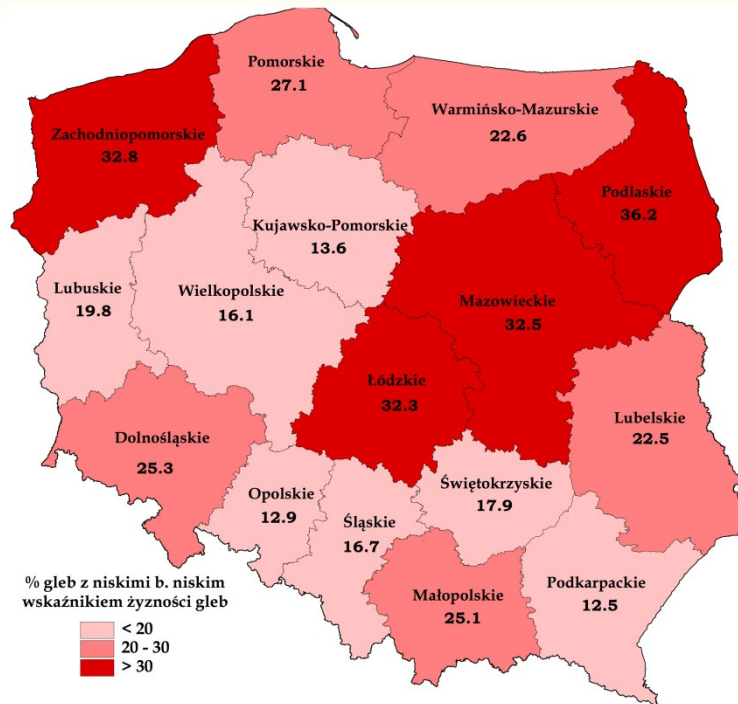 Pomorskie
27.1
Warmińsko-Mazurskie
22.6
Zachodniopomorskie
32.8
Podlaskie
36.2
Kujawsko-Pomorskie
13.6
Lubuskie
19.8
Wielkopolskie
16.1
Mazowieckie
32.5
Łódzkie
32.3
Lubelskie
22.5
Dolnośląskie
25.3
Opolskie
12.9
Śląskie
16.7
Świętokrzyskie
17.9
Małopolskie
25.1
Podkarpackie
12.5
% gleb z niskimi b. niskim
wskaźnikiem żyzności gleb
< 20
20 - 30
> 30